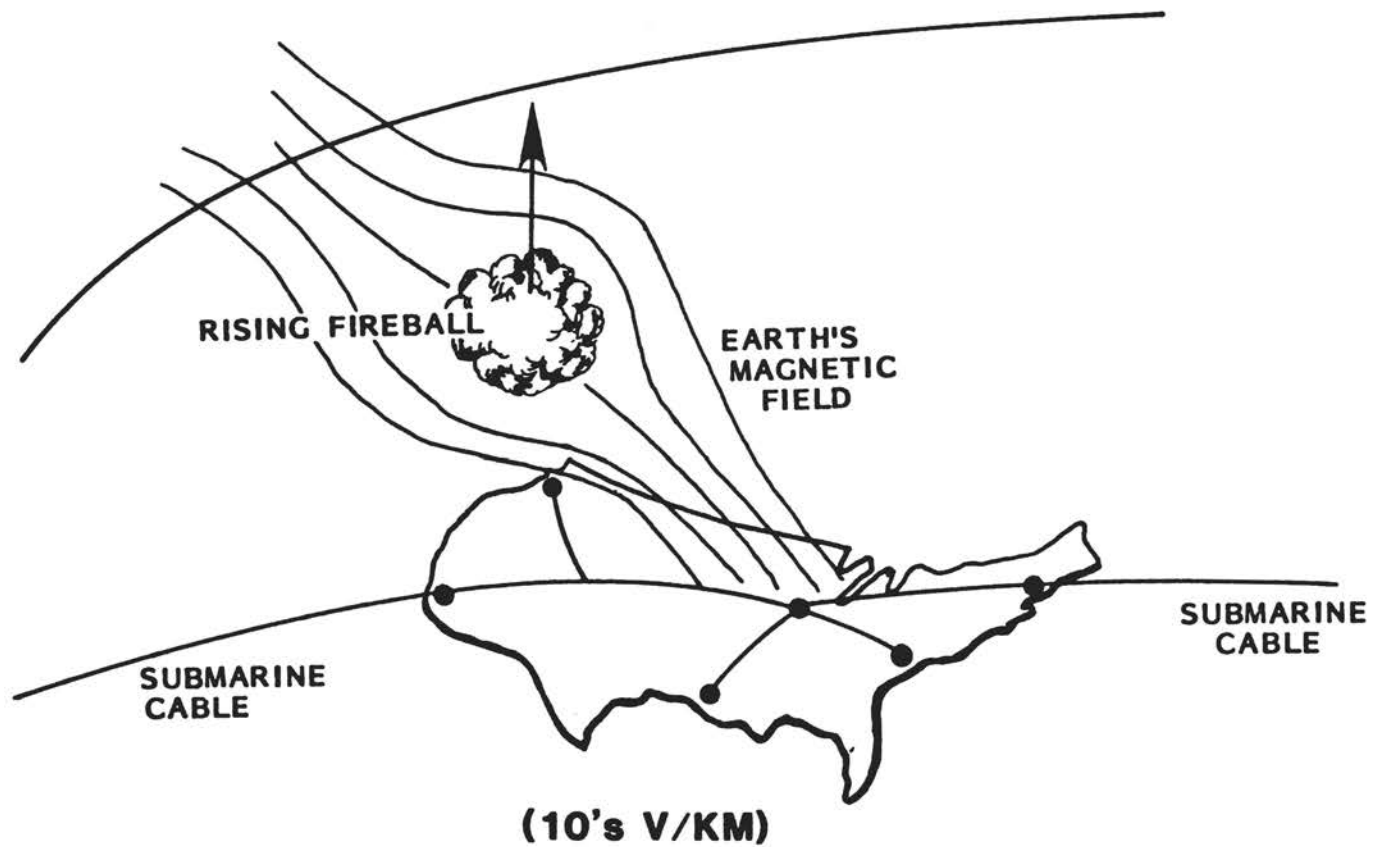 RISING FIREBALL
EARTH'S
MAGNETIC
FIELD
SUBMARINE
CABLE
SUBMARINE
CABLE
(10's V/KM)